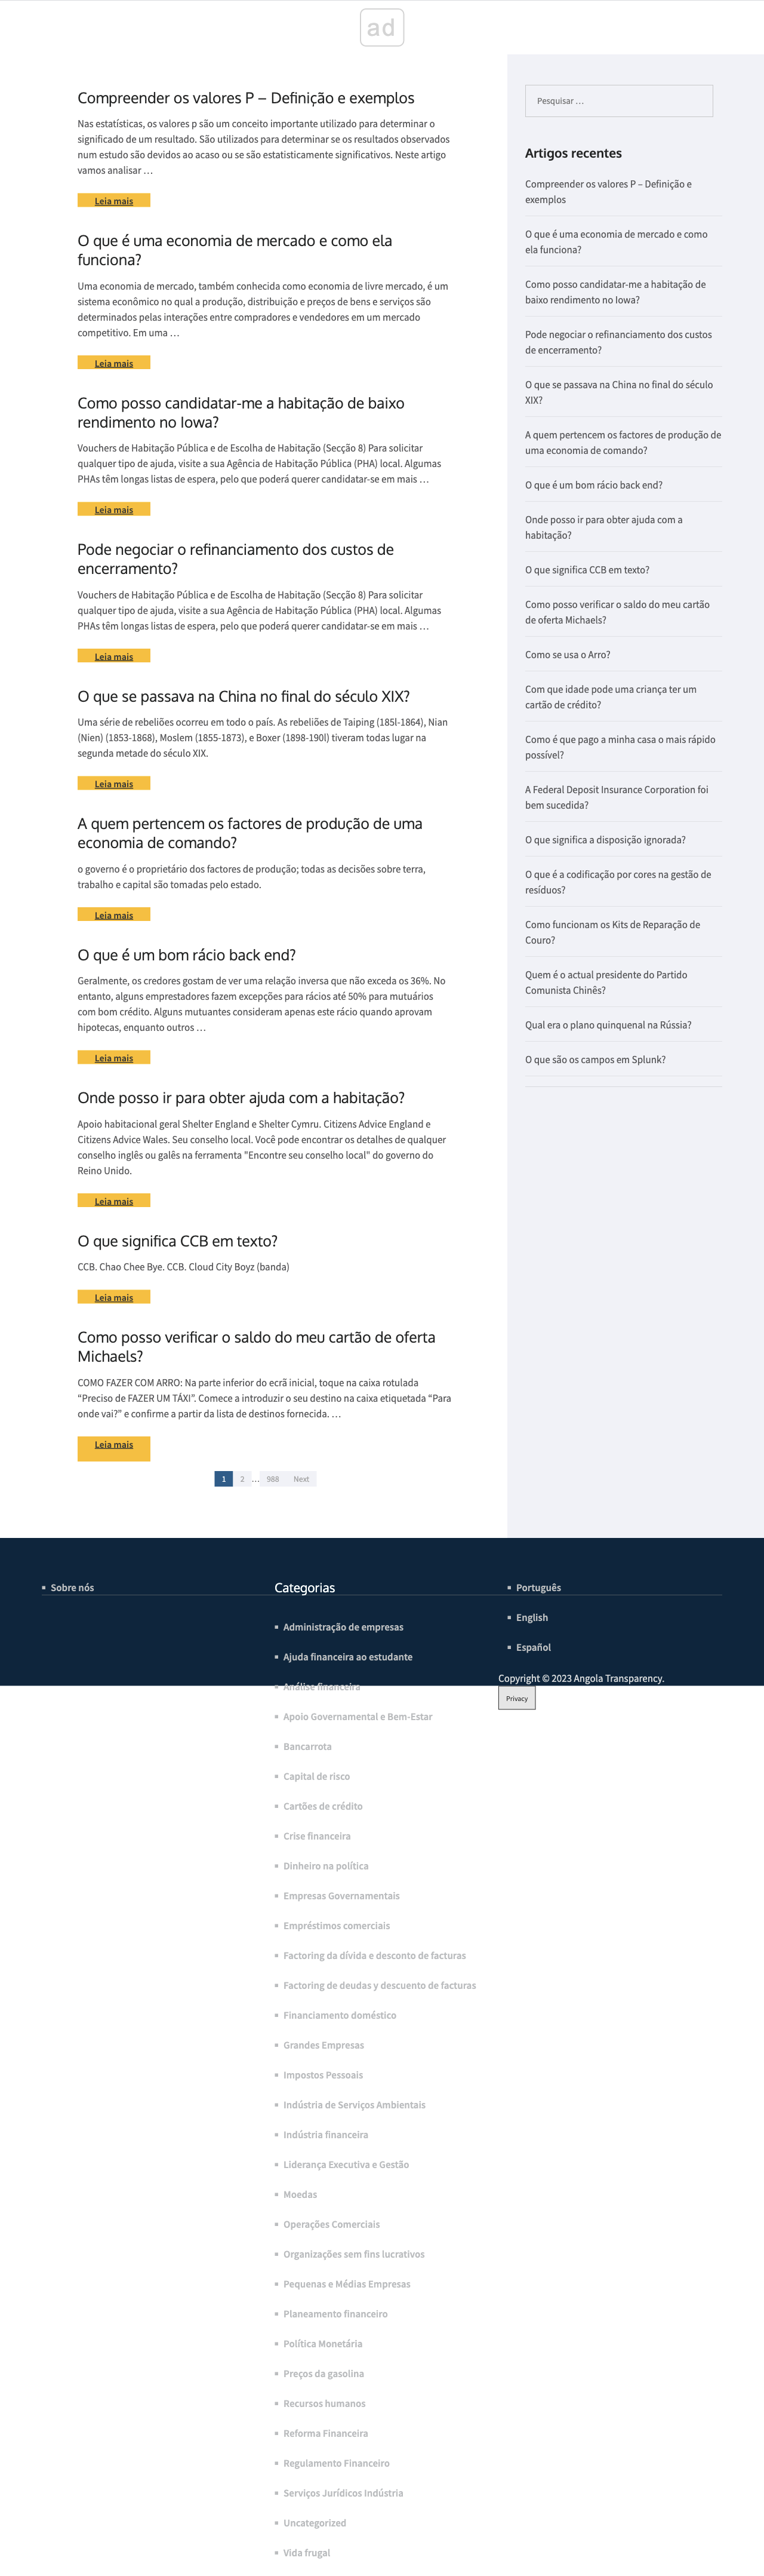 ad
Compreender os valores P – Definição e exemplos
Nas estatísticas, os valores p são um conceito importante utilizado para determinar o
significado de um resultado. São utilizados para determinar se os resultados observados
num estudo são devidos ao acaso ou se são estatisticamente significativos. Neste artigo
vamos analisar …
Leia mais
O que é uma economia de mercado e como ela
funciona?
Uma economia de mercado, também conhecida como economia de livre mercado, é um
sistema econômico no qual a produção, distribuição e preços de bens e serviços são
determinados pelas interações entre compradores e vendedores em um mercado
competitivo. Em uma …
Leia mais
Como posso candidatar-me a habitação de baixo
rendimento no Iowa?
Vouchers de Habitação Pública e de Escolha de Habitação (Secção 8) Para solicitar
qualquer tipo de ajuda, visite a sua Agência de Habitação Pública (PHA) local. Algumas
PHAs têm longas listas de espera, pelo que poderá querer candidatar-se em mais …
Leia mais
Pode negociar o refinanciamento dos custos de
encerramento?
Vouchers de Habitação Pública e de Escolha de Habitação (Secção 8) Para solicitar
qualquer tipo de ajuda, visite a sua Agência de Habitação Pública (PHA) local. Algumas
PHAs têm longas listas de espera, pelo que poderá querer candidatar-se em mais …
Leia mais
O que se passava na China no final do século XIX?
Uma série de rebeliões ocorreu em todo o país. As rebeliões de Taiping (185l-1864), Nian
(Nien) (1853-1868), Moslem (1855-1873), e Boxer (1898-190l) tiveram todas lugar na
segunda metade do século XIX.
Leia mais
A quem pertencem os factores de produção de uma
economia de comando?
o governo é o proprietário dos factores de produção; todas as decisões sobre terra,
trabalho e capital são tomadas pelo estado.
Leia mais
O que é um bom rácio back end?
Geralmente, os credores gostam de ver uma relação inversa que não exceda os 36%. No
entanto, alguns emprestadores fazem excepções para rácios até 50% para mutuários
com bom crédito. Alguns mutuantes consideram apenas este rácio quando aprovam
hipotecas, enquanto outros …
Leia mais
Onde posso ir para obter ajuda com a habitação?
Apoio habitacional geral Shelter England e Shelter Cymru. Citizens Advice England e
Citizens Advice Wales. Seu conselho local. Você pode encontrar os detalhes de qualquer
conselho inglês ou galês na ferramenta "Encontre seu conselho local" do governo do
Reino Unido.
Leia mais
O que significa CCB em texto?
CCB. Chao Chee Bye. CCB. Cloud City Boyz (banda)
Leia mais
Como posso verificar o saldo do meu cartão de oferta
Michaels?
COMO FAZER COM ARRO: Na parte inferior do ecrã inicial, toque na caixa rotulada
“Preciso de FAZER UM TÁXI”. Comece a introduzir o seu destino na caixa etiquetada “Para
onde vai?” e confirme a partir da lista de destinos fornecida. …
Leia mais
1 2 … 988 Next
Pesquisar …
Artigos recentes
Compreender os valores P – Definição e
exemplos
O que é uma economia de mercado e como
ela funciona?
Como posso candidatar-me a habitação de
baixo rendimento no Iowa?
Pode negociar o refinanciamento dos custos
de encerramento?
O que se passava na China no final do século
XIX?
A quem pertencem os factores de produção de
uma economia de comando?
O que é um bom rácio back end?
Onde posso ir para obter ajuda com a
habitação?
O que significa CCB em texto?
Como posso verificar o saldo do meu cartão
de oferta Michaels?
Como se usa o Arro?
Com que idade pode uma criança ter um
cartão de crédito?
Como é que pago a minha casa o mais rápido
possível?
A Federal Deposit Insurance Corporation foi
bem sucedida?
O que significa a disposição ignorada?
O que é a codificação por cores na gestão de
resíduos?
Como funcionam os Kits de Reparação de
Couro?
Quem é o actual presidente do Partido
Comunista Chinês?
Qual era o plano quinquenal na Rússia?
O que são os campos em Splunk?
Sobre nós
Categorias
Administração de empresas
Ajuda financeira ao estudante
Análise financeira
Apoio Governamental e Bem-Estar
Bancarrota
Capital de risco
Cartões de crédito
Crise financeira
Dinheiro na política
Empresas Governamentais
Empréstimos comerciais
Factoring da dívida e desconto de facturas
Factoring de deudas y descuento de facturas
Financiamento doméstico
Grandes Empresas
Impostos Pessoais
Indústria de Serviços Ambientais
Indústria financeira
Liderança Executiva e Gestão
Moedas
Operações Comerciais
Organizações sem fins lucrativos
Pequenas e Médias Empresas
Planeamento financeiro
Política Monetária
Preços da gasolina
Recursos humanos
Reforma Financeira
Regulamento Financeiro
Serviços Jurídicos Indústria
Uncategorized
Vida frugal
Português
English
Español
Copyright © 2023 Angola Transparency.
Privacy